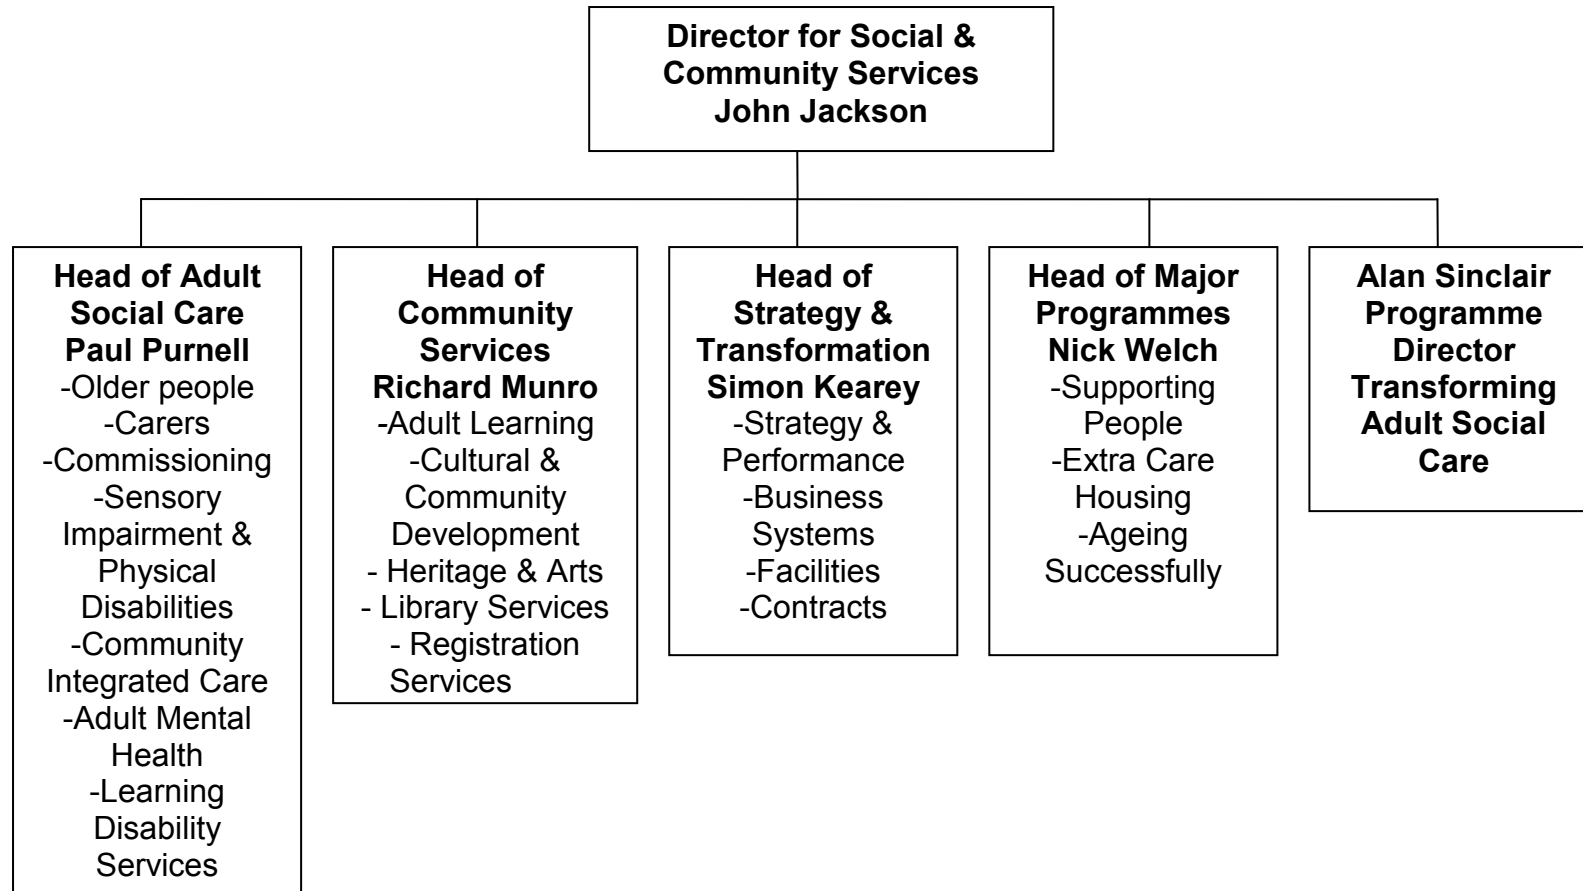 Director for Social &
Community Services
John Jackson
Head of Adult
Social Care
Paul Purnell
-Older people
-Carers
-Commissioning
-Sensory
Impairment &
Physical
Disabilities
-Community
Integrated Care
-Adult Mental
Health
-Learning
Disability
Services
Head of
Community
Services
Richard Munro
-Adult Learning
-Cultural &
Community
Development
- Heritage & Arts
- Library Services
- Registration
Services
Head of
Strategy &
Transformation
Simon Kearey
-Strategy &
Performance
-Business
Systems
-Facilities
-Contracts
Head of Major
Programmes
Nick Welch
-Supporting
People
-Extra Care
Housing
-Ageing
Successfully
Alan Sinclair
Programme
Director
Transforming
Adult Social
Care